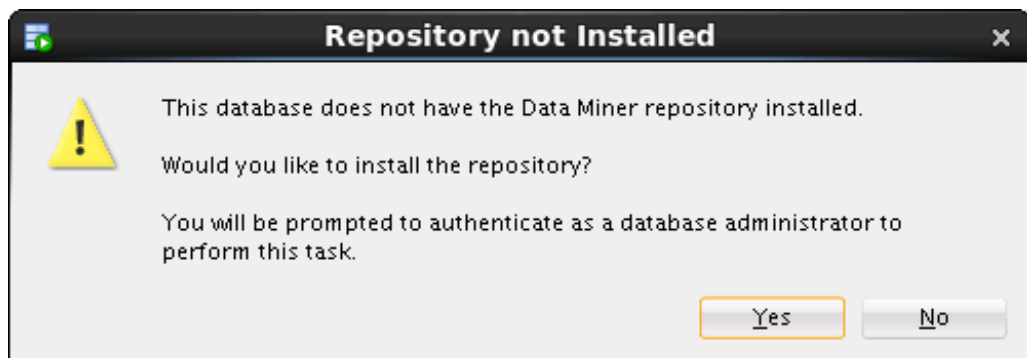 Repository not Installed
This database does not have the Data Miner repository installed.
Would you like to install the repository?
You will be prompted to authenticate as a database administrator to
perform this task.
Yes
No